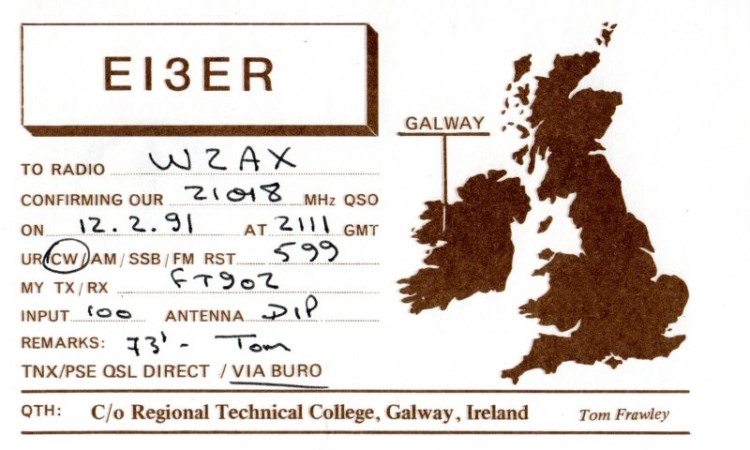 EI3ER
GALWAY
TO RADIO W2AX
CONFIRMING OUR 21018 MHz QSO
ON 12.2.91 AT 2111 GMT
UR CW/AM/SSB/FM RST 599
MY TX/RX FT902
INPUT 100 ANTENNA DIP
REMARKS: 73' - Tom
TNX/PSE QSL DIRECT / VIA BURO
QTH: C/o Regional Technical College, Galway, Ireland Tom Frawley